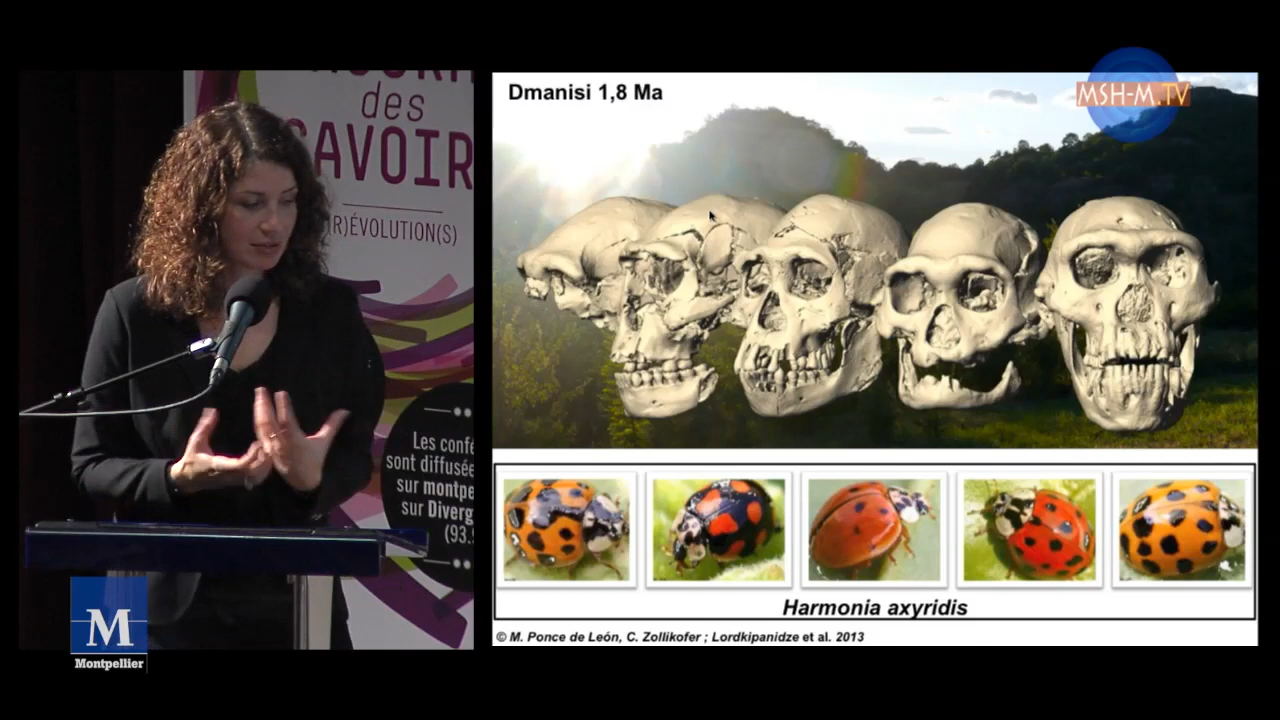 des
SAVOIR
(R)ÉVOLUTION(S)
Les confé
sont diffusée
sur montpe
sur Diverg
(93.
M
Montpellier
Dmanisi 1,8 Ma
MSH-M.TV
Harmonia axyridis
© M. Ponce de León, C. Zollikofer ; Lordkipanidze et al. 2013